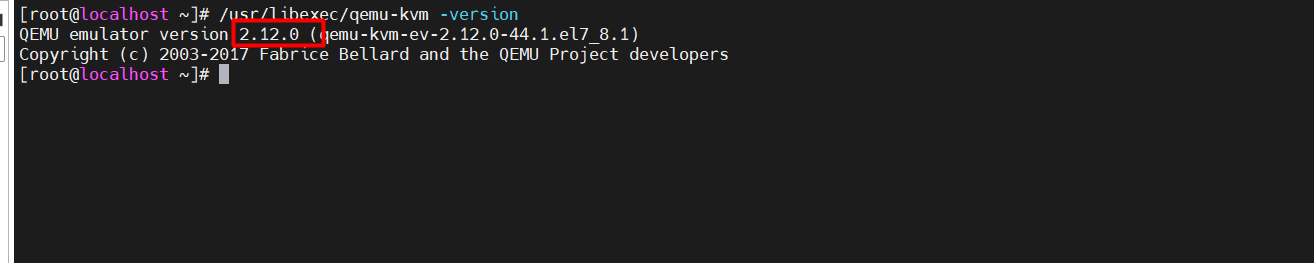 [root@localhost ~]# /usr/libexec/qemu-kvm -version
QEMU emulator version 2.12.0 (qemu-kvm-ev-2.12.0-44.1.el7_8.1)
Copyright (c) 2003-2017 Fabrice Bellard and the QEMU Project developers
[root@localhost ~]#